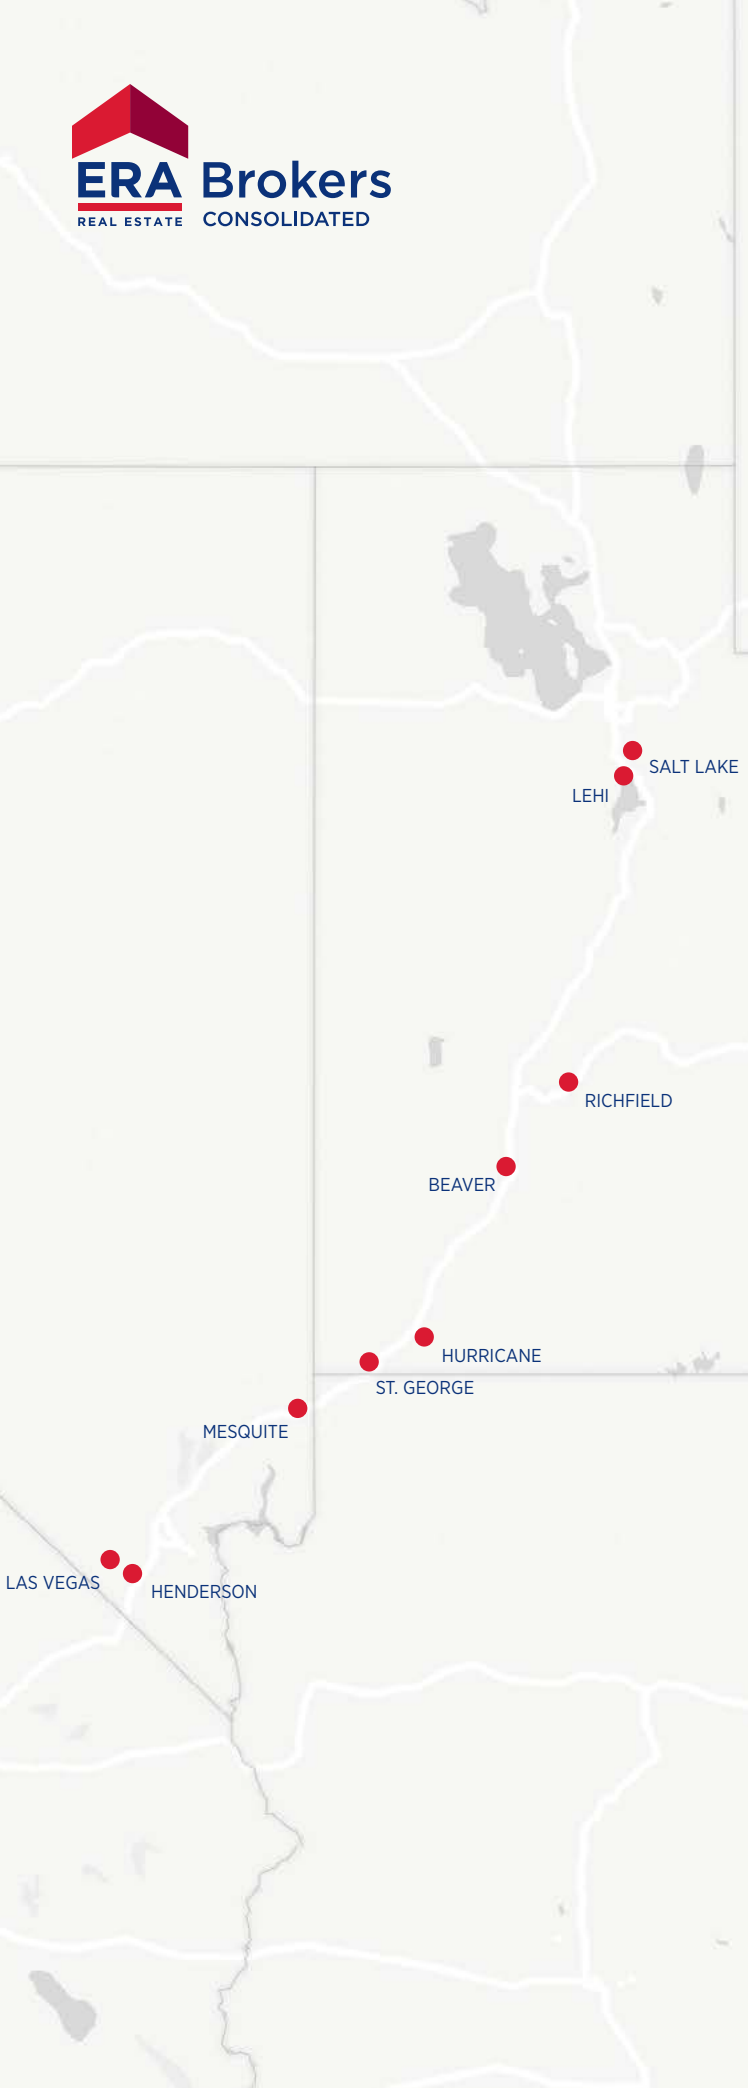 ERA Brokers
REAL ESTATE CONSOLIDATED
SALT LAKE
LEHI
RICHFIELD
BEAVER
HURRICANE
ST. GEORGE
MESQUITE
LAS VEGAS
HENDERSON